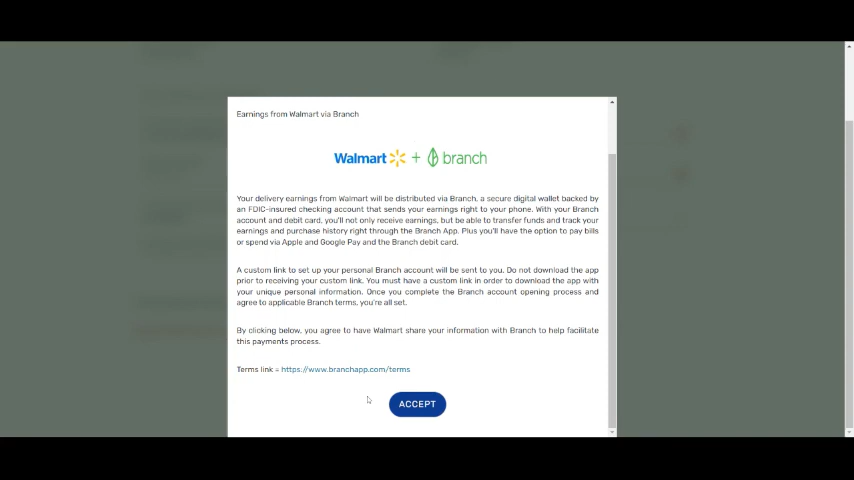 Earnings from Walmart via Branch
Walmart + branch
Your delivery earnings from Walmart will be distributed via Branch, a secure digital wallet backed by
an FDIC-insured checking account that sends your earnings right to your phone. With your Branch
account and debit card, you'll not only receive earnings, but be able to transfer funds and track your
earnings and purchase history right through the Branch App. Plus you'll have the option to pay bills
or spend via Apple and Google Pay and the Branch debit card.
A custom link to set up your personal Branch account will be sent to you. Do not download the app
prior to receiving your custom link. You must have a custom link in order to download the app with
your unique personal information. Once you complete the Branch account opening process and
agree to applicable Branch terms, you're all set.
By clicking below, you agree to have Walmart share your information with Branch to help facilitate
this payments process.
Terms link = https://www.branchapp.com/terms
ACCEPT